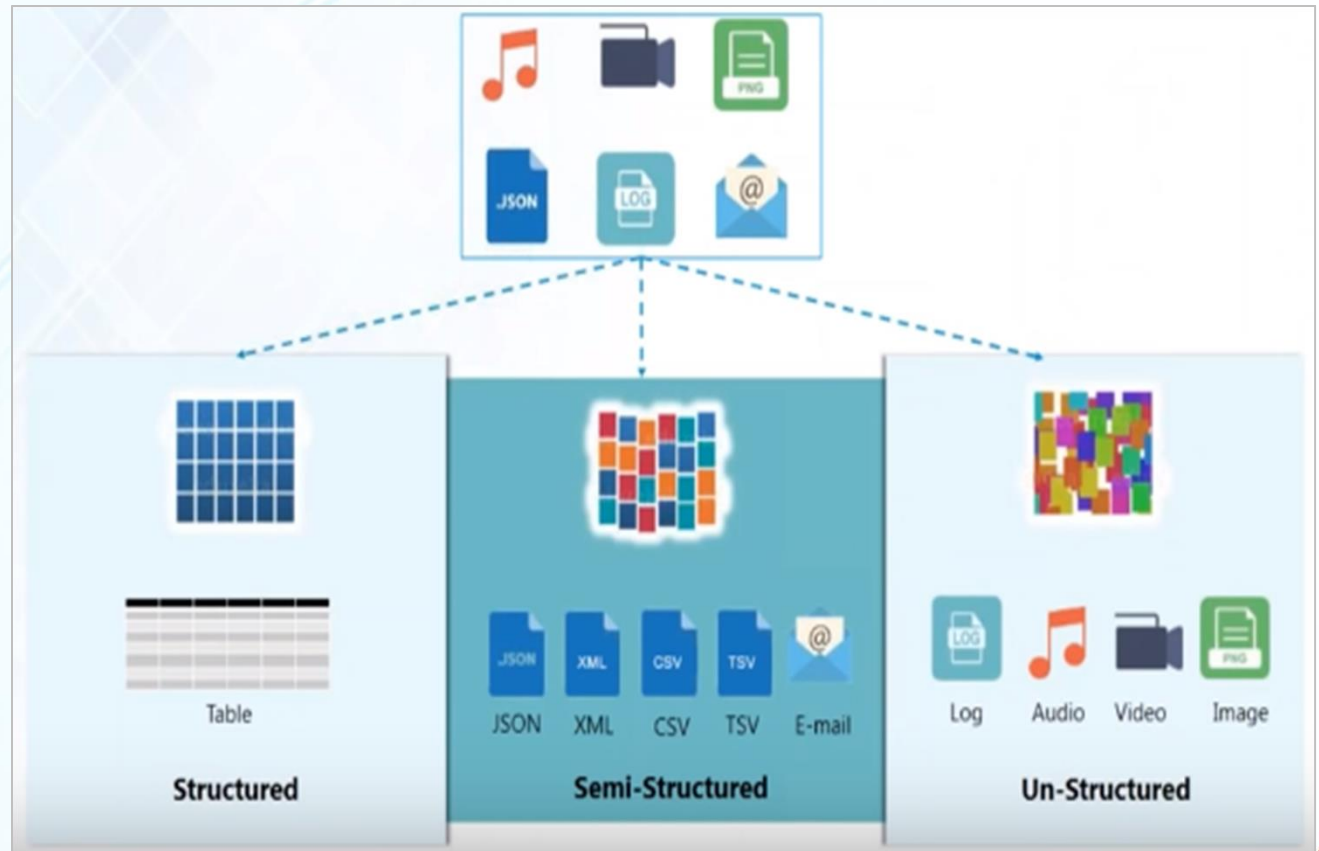 PNG
.JSON
LOG
@
.JSON XML CSV TSV @
LOG PNG
Table
JSON XML CSV TSV E-mail
Log Audio Video Image
Structured
Semi-Structured
Un-Structured